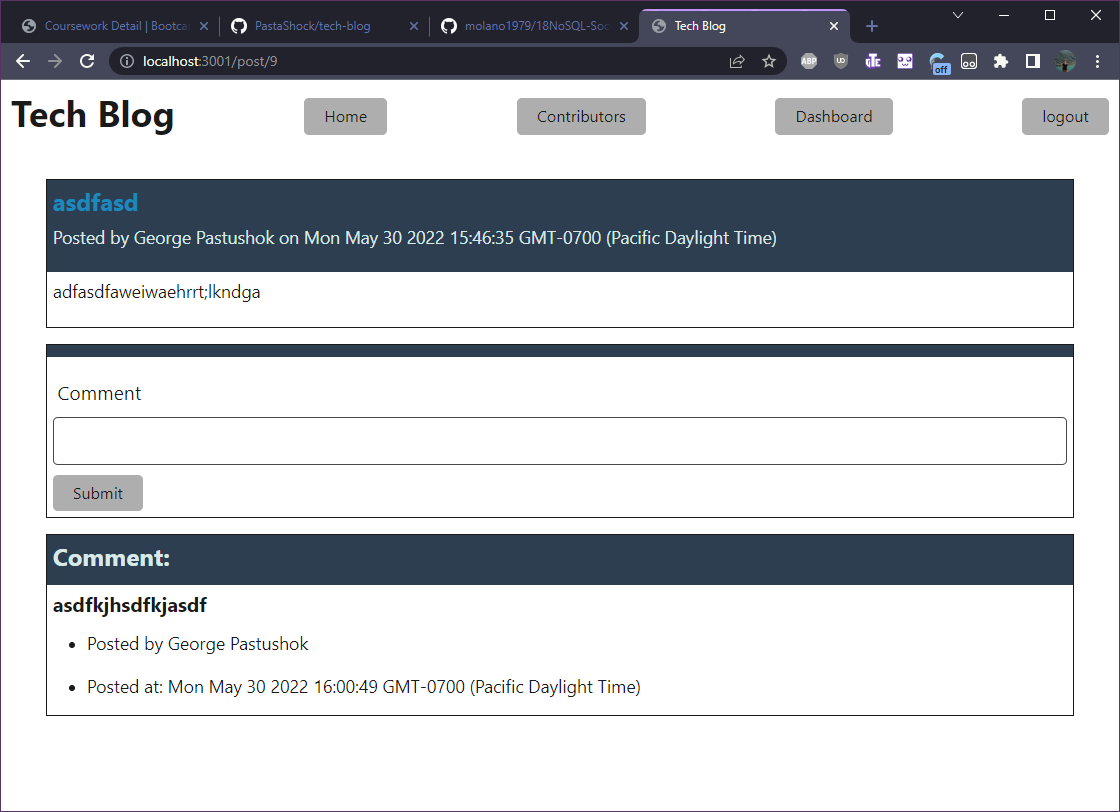 Coursework Detail | Bootca
PastaShock/tech-blog
molano1979/18NoSQL-Soc
Tech Blog
localhost:3001/post/9
ABP
UO
off
Tech Blog
Home
Contributors
Dashboard
logout
asdfasd
Posted by George Pastushok on Mon May 30 2022 15:46:35 GMT-0700 (Pacific Daylight Time)
adfasdfaweiwaehrrt;lkndga
Comment
Submit
Comment:
asdfkjhsdfkjasdf
Posted by George Pastushok
Posted at: Mon May 30 2022 16:00:49 GMT-0700 (Pacific Daylight Time)